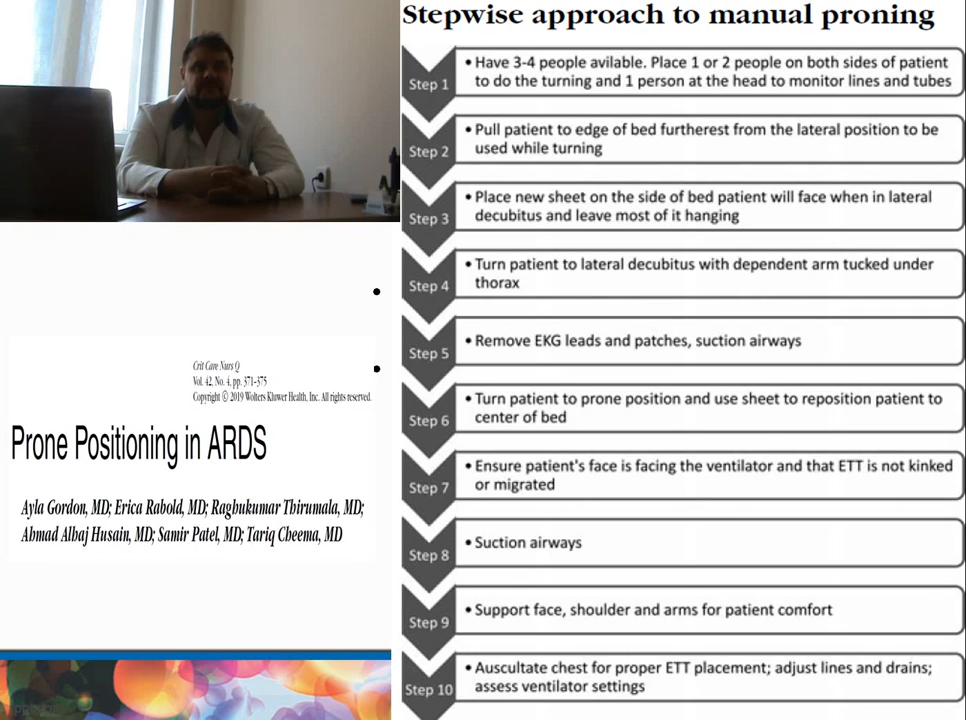 Stepwise approach to manual proning
Step 1
• Have 3-4 people avilable. Place 1 or 2 people on both sides of patient
to do the turning and 1 person at the head to monitor lines and tubes
Step 2
• Pull patient to edge of bed furtherest from the lateral position to be
used while turning
Step 3
• Place new sheet on the side of bed patient will face when in lateral
decubitus and leave most of it hanging
Step 4
• Turn patient to lateral decubitus with dependent arm tucked under
thorax
Step 5
• Remove EKG leads and patches, suction airways
Step 6
• Turn patient to prone position and use sheet to reposition patient to
center of bed
Step 7
• Ensure patient's face is facing the ventilator and that ETT is not kinked
or migrated
Step 8
• Suction airways
Step 9
• Support face, shoulder and arms for patient comfort
Step 10
• Auscultate chest for proper ETT placement; adjust lines and drains;
assess ventilator settings
Crit Care Nurs Q
Vol. 42, No. 4, pp. 371–375
Copyright © 2019 Wolters Kluwer Health, Inc. All rights reserved.
Prone Positioning in ARDS
Ayla Gordon, MD; Erica Rabold, MD; Raghukumar Thirumala, MD;
Ahmad Alhaj Husain, MD; Samir Patel, MD; Tariq Cheema, MD